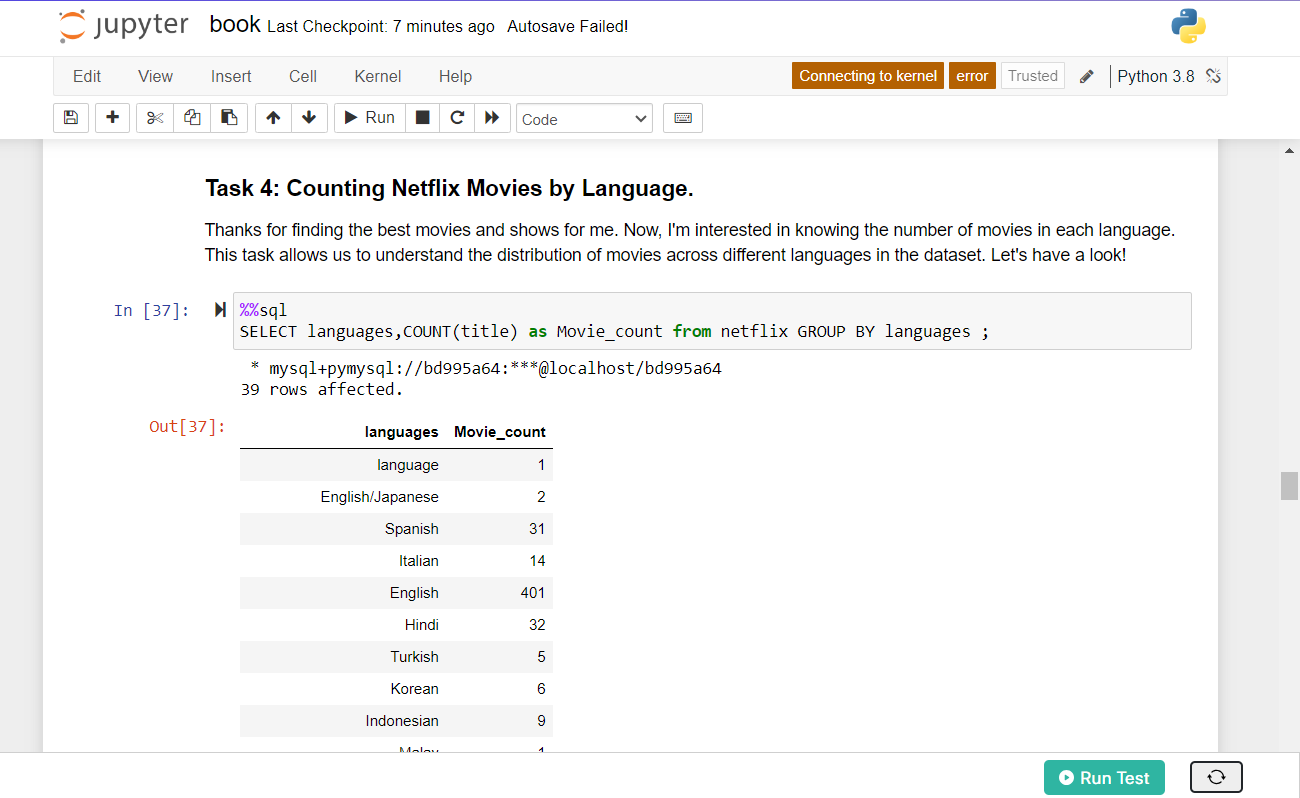 jupyter book Last Checkpoint: 7 minutes ago Autosave Failed!
Edit View Insert Cell Kernel Help Connecting to kernel error Trusted Python 3.8
Run Code
Task 4: Counting Netflix Movies by Language.
Thanks for finding the best movies and shows for me. Now, I'm interested in knowing the number of movies in each language.
This task allows us to understand the distribution of movies across different languages in the dataset. Let's have a look!
In [37]: %%sql
SELECT languages,COUNT(title) as Movie_count from netflix GROUP BY languages ;
* mysql+pymysql://bd995a64:***@localhost/bd995a64
39 rows affected.
Out[37]: languages Movie_count
language 1
English/Japanese 2
Spanish 31
Italian 14
English 401
Hindi 32
Turkish 5
Korean 6
Indonesian 9
Malay 1
Run Test